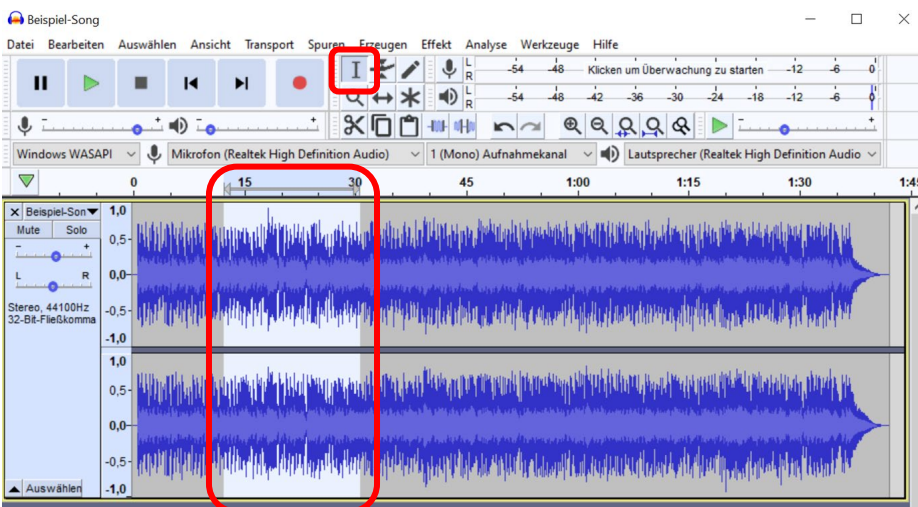 Beispiel-Song
Datei Bearbeiten Auswählen Ansicht Transport Spuren Erzeugen Effekt Analyse Werkzeuge Hilfe
L
R
-54 -48 Klicken um Überwachung zu starten -12 -6 0
L
R
-54 -48 -42 -36 -30 -24 -18 -12 -6 0
- + - + - +
Windows WASAPI Mikrofon (Realtek High Definition Audio) 1 (Mono) Aufnahmekanal Lautsprecher (Realtek High Definition Audio
0 15 30 45 1:00 1:15 1:30 1:45
X Beispiel-Son 1,0
Mute Solo
- + 0,5
L R 0,0
Stereo, 44100Hz -0,5
32-Bit-Fließkomma
-1,0
1,0
0,5
0,0
-0,5
Auswählen -1,0